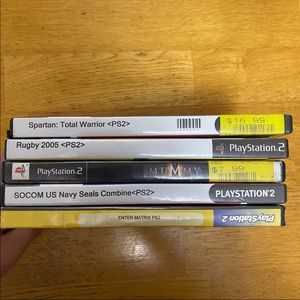 Spartan: Total Warrior <PS2>
$16.99
Rugby 2005 <PS2>
PlayStation 2
PlayStation.2
MUMMY
$7.99
SOCOM US Navy Seals Combine<PS2>
PLAYSTATION 2
ENTER MATRIX PS2
PlayStation 2